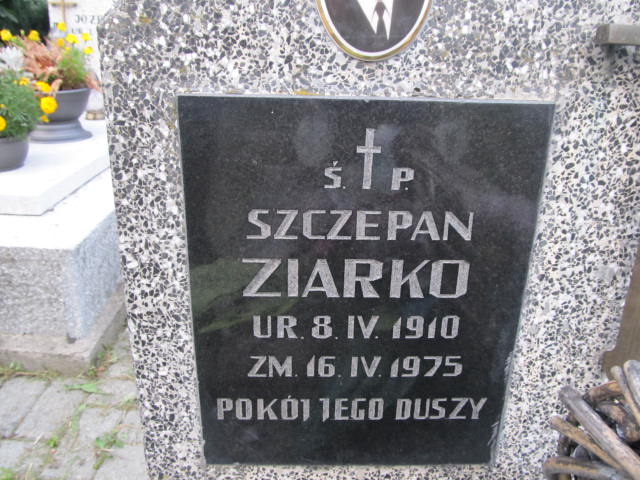 Ś. P.
SZCZEPAN
ZIARKO
UR. 8. IV. 1910
ZM. 16. IV. 1975
POKÓJ JEGO DUSZY